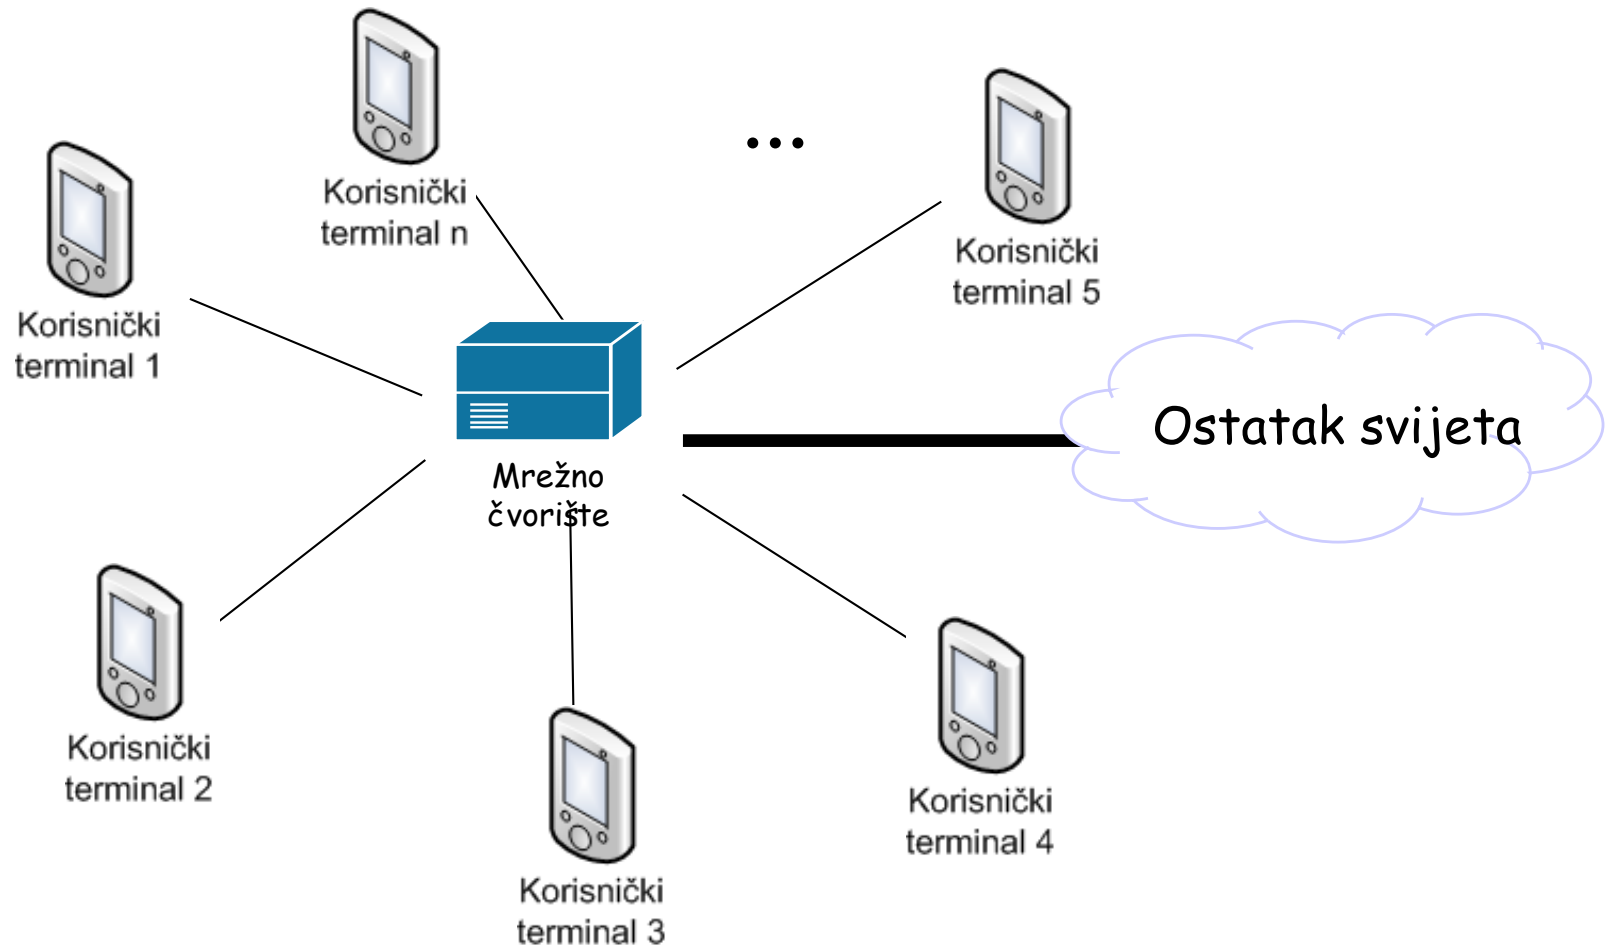 Korisnički
terminal n
...
Korisnički
terminal 5
Korisnički
terminal 1
Ostatak svijeta
Mrežno
čvorište
Korisnički
terminal 2
Korisnički
terminal 4
Korisnički
terminal 3